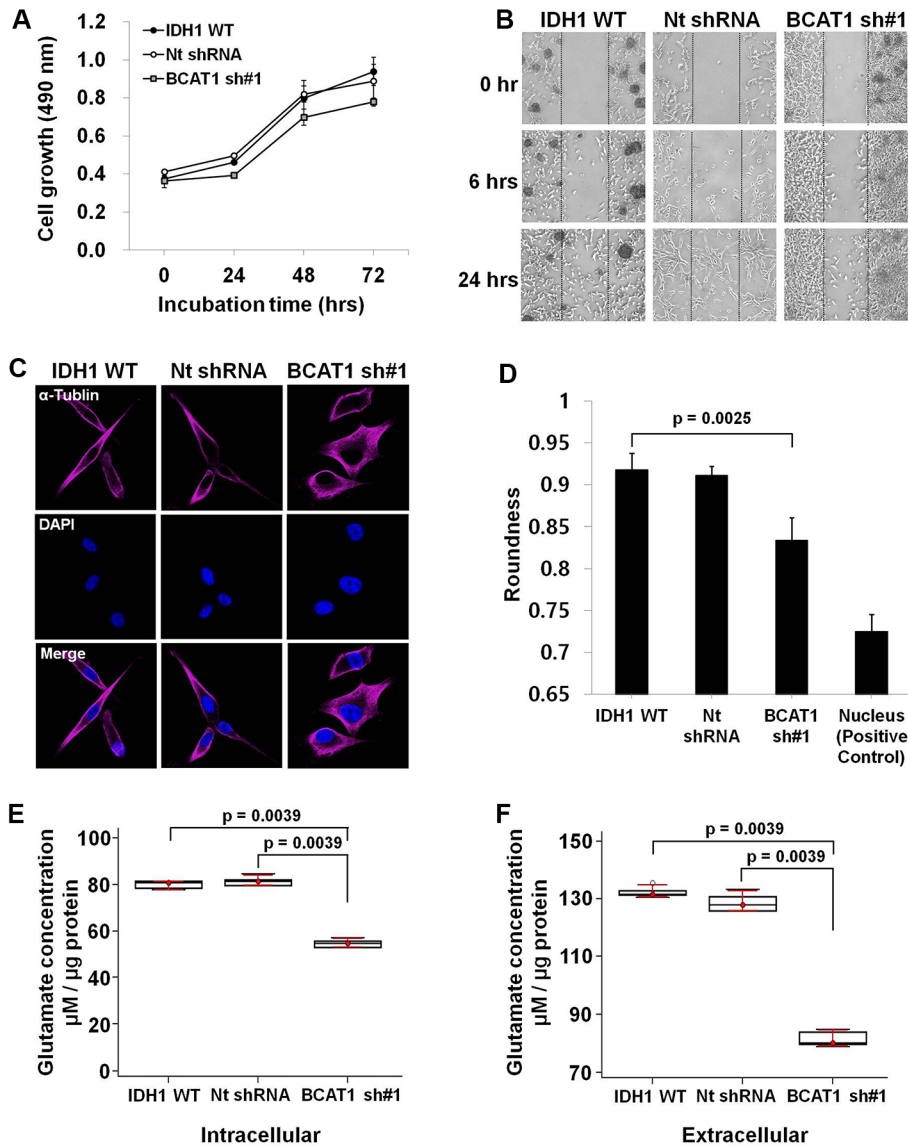 A
IDH1 WT
Nt shRNA
BCAT1 sh#1
Cell growth (490 nm)
1.2
1.0
0.8
0.6
0.4
0.2
0.0
0 24 48 72
Incubation time (hrs)
B
IDH1 WT Nt shRNA BCAT1 sh#1
0 hr
6 hrs
24 hrs
C
IDH1 WT Nt shRNA BCAT1 sh#1
α-Tublin
DAPI
Merge
D
p = 0.0025
Roundness
1
0.95
0.9
0.85
0.8
0.75
0.7
0.65
IDH1 WT
Nt
shRNA
BCAT1
sh#1
Nucleus
(Positive
Control)
E
p = 0.0039
p = 0.0039
Glutamate concentration
µM / µg protein
100
80
60
40
20
0
IDH1 WT Nt shRNA BCAT1 sh#1
Intracellular
F
p = 0.0039
p = 0.0039
Glutamate concentration
µM / µg protein
150
130
110
90
70
IDH1 WT Nt shRNA BCAT1 sh#1
Extracellular